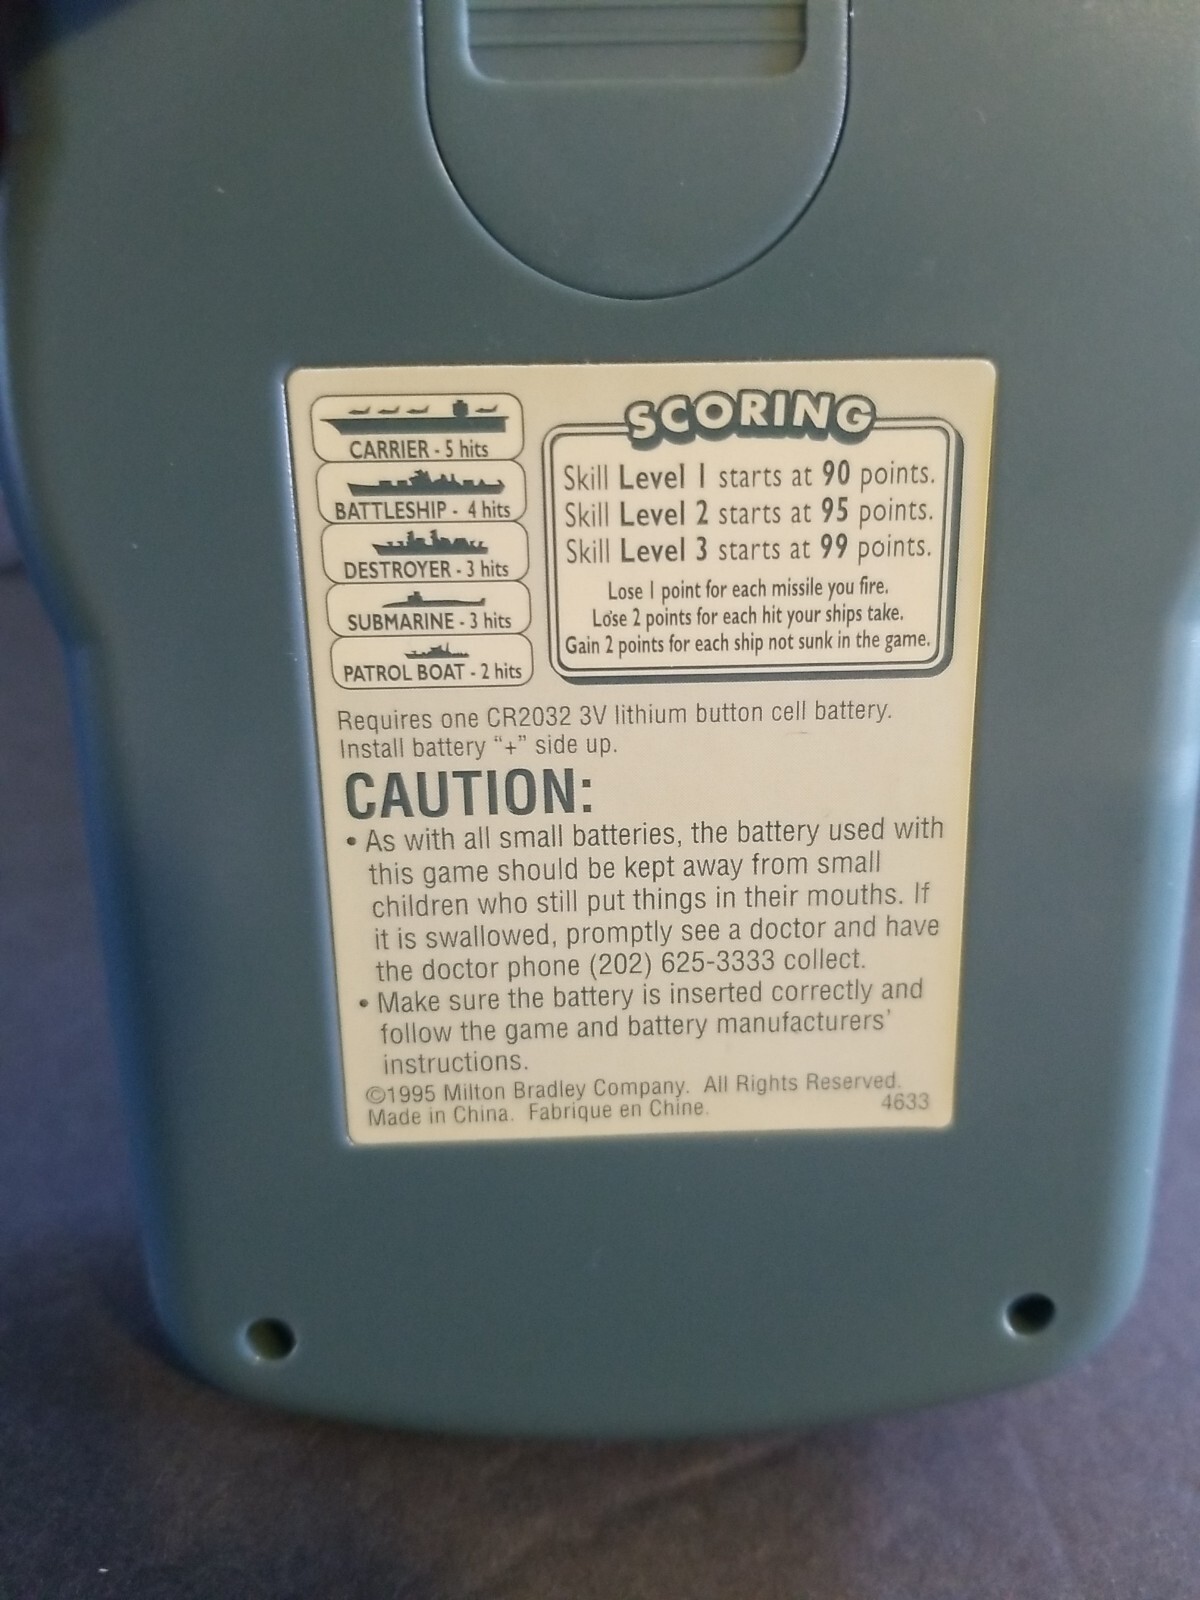 CARRIER - 5 hits
BATTLESHIP - 4 hits
DESTROYER - 3 hits
SUBMARINE - 3 hits
PATROL BOAT - 2 hits
SCORING
Skill Level 1 starts at 90 points.
Skill Level 2 starts at 95 points.
Skill Level 3 starts at 99 points.
Lose 1 point for each missile you fire.
Lose 2 points for each hit your ships take.
Gain 2 points for each ship not sunk in the game.
Requires one CR2032 3V lithium button cell battery.
Install battery "+" side up.
CAUTION:
• As with all small batteries, the battery used with
this game should be kept away from small
children who still put things in their mouths. If
it is swallowed, promptly see a doctor and have
the doctor phone (202) 625-3333 collect.
• Make sure the battery is inserted correctly and
follow the game and battery manufacturers'
instructions.
©1995 Milton Bradley Company. All Rights Reserved.
Made in China. Fabrique en Chine. 4633